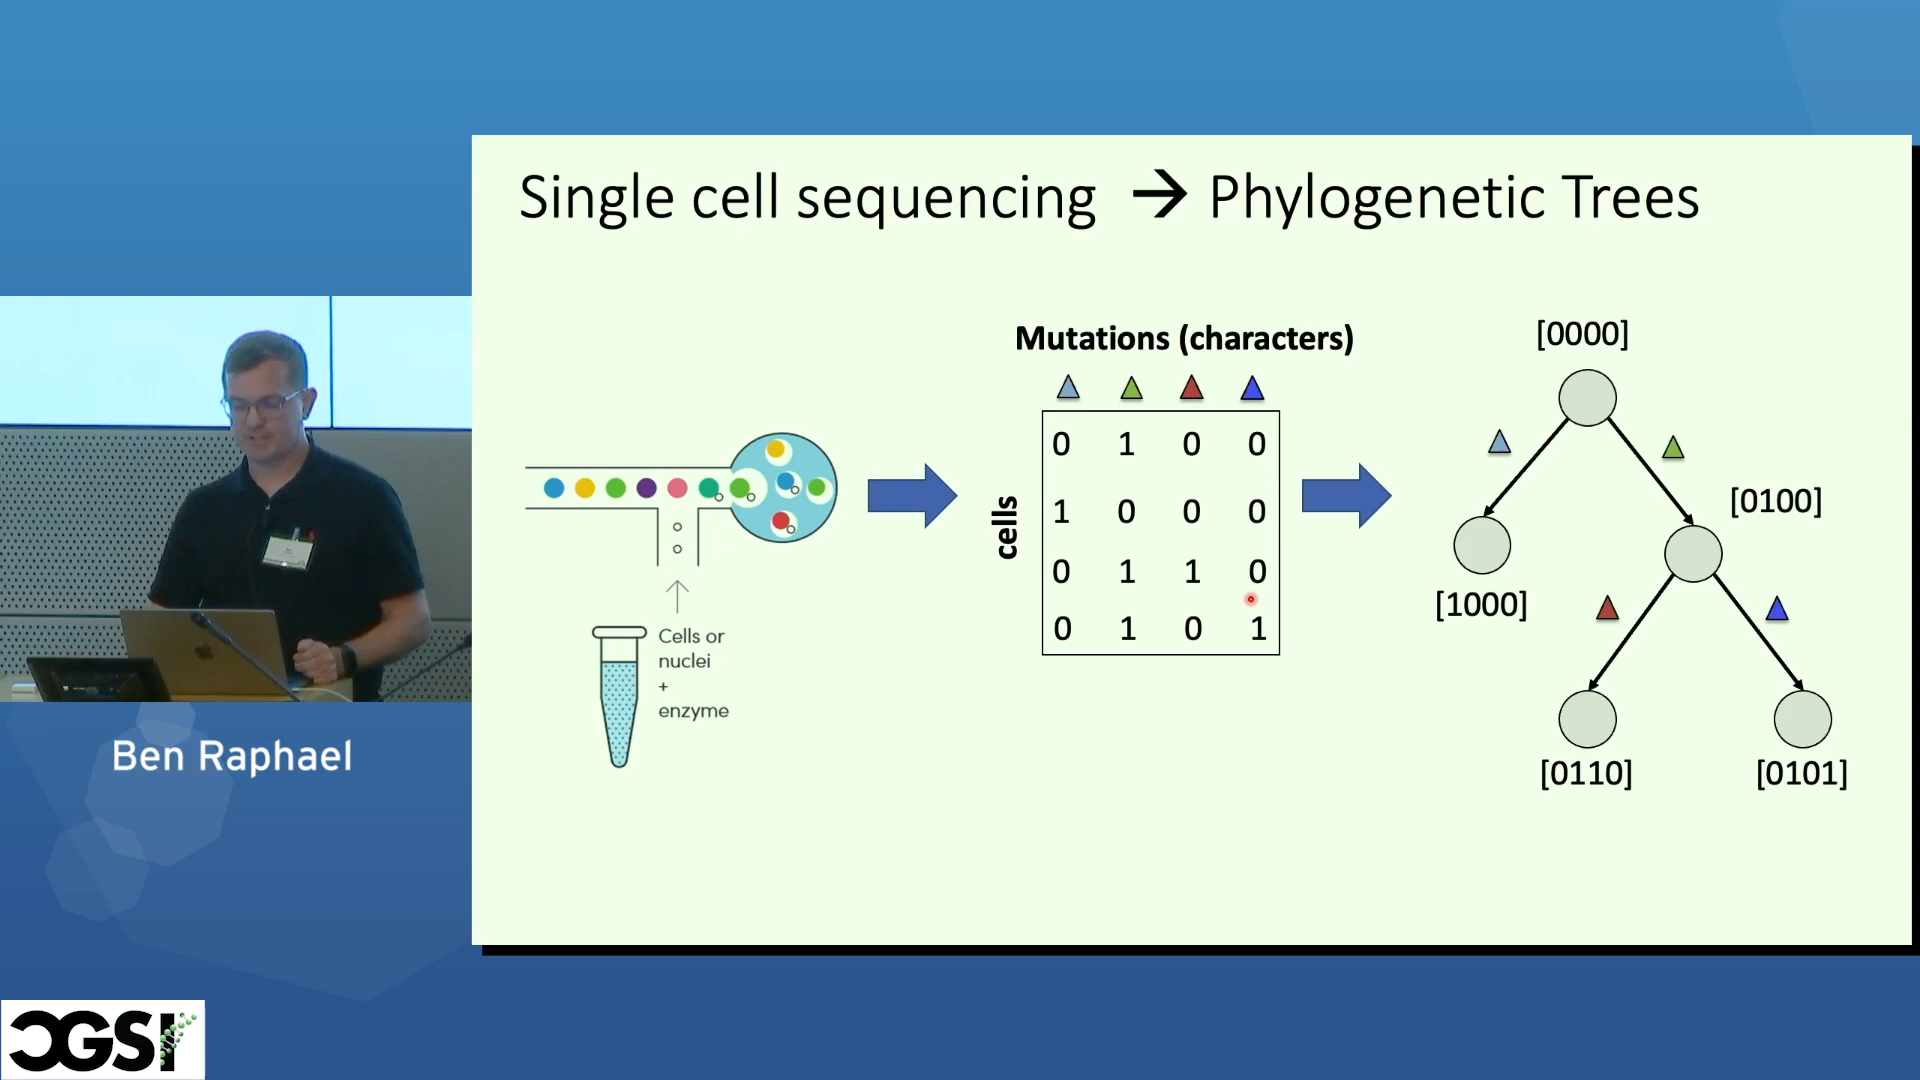 Single cell sequencing → Phylogenetic Trees
Mutations (characters)
cells
0 1 0 0
1 0 0 0
0 1 1 0
0 1 0 1
[0000]
[0100]
[1000]
[0110]
[0101]
Cells or
nuclei
+
enzyme
Ben Raphael
CGSI